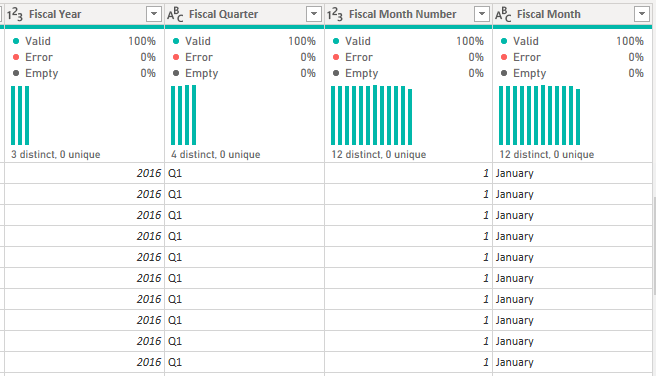 1²3 Fiscal Year ABC Fiscal Quarter 1²3 Fiscal Month Number ABC Fiscal Month
Valid 100% Valid 100% Valid 100% Valid 100%
Error 0% Error 0% Error 0% Error 0%
Empty 0% Empty 0% Empty 0% Empty 0%
3 distinct, 0 unique 4 distinct, 0 unique 12 distinct, 0 unique 12 distinct, 0 unique
2016 Q1 1 January
2016 Q1 1 January
2016 Q1 1 January
2016 Q1 1 January
2016 Q1 1 January
2016 Q1 1 January
2016 Q1 1 January
2016 Q1 1 January
2016 Q1 1 January
2016 Q1 1 January